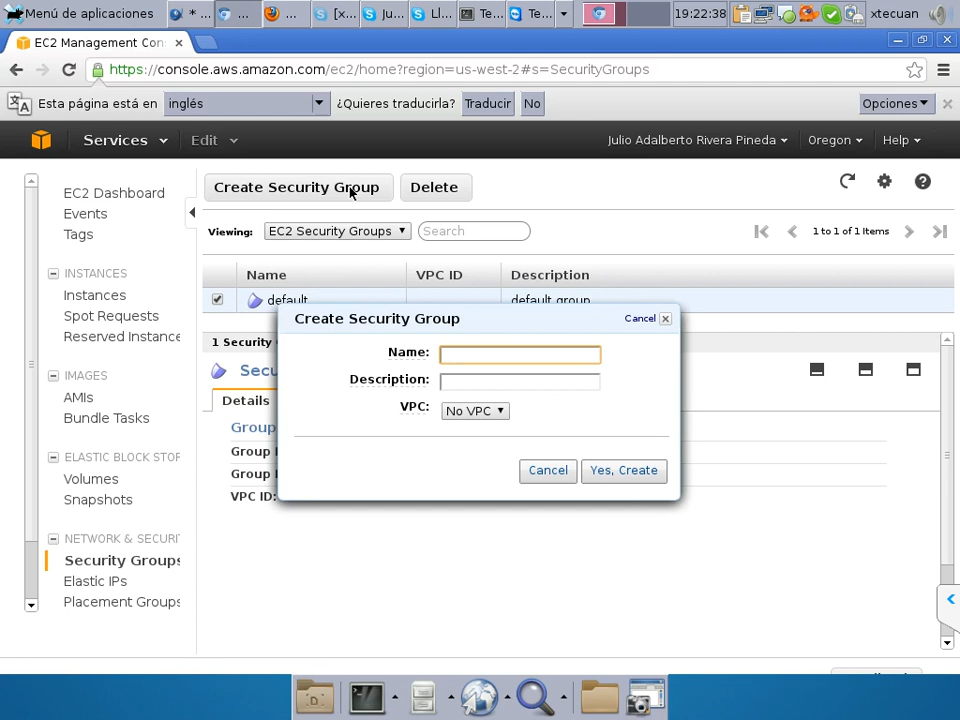 Menú de aplicaciones
* ...
...
...
[x...
Ju...
Ll...
Te...
Te...
19:22:38
xtecuan
EC2 Management Con
https://console.aws.amazon.com/ec2/home?region=us-west-2#s=SecurityGroups
Esta página está en
inglés
¿Quieres traducirla?
Traducir
No
Opciones
Services
Edit
Julio Adalberto Rivera Pineda
Oregon
Help
EC2 Dashboard
Events
Tags
INSTANCES
Instances
Spot Requests
Reserved Instance
IMAGES
AMIs
Bundle Tasks
ELASTIC BLOCK STOR
Volumes
Snapshots
NETWORK & SECURI
Security Groups
Elastic IPs
Placement Groups
Create Security Group
Delete
Viewing:
EC2 Security Groups
Search
1 to 1 of 1 Items
Name
VPC ID
Description
default
default group
1 Security
Secu
Details
Group
Group
Group
VPC ID:
Create Security Group
Cancel
Name:
Description:
VPC:
No VPC
Cancel
Yes, Create